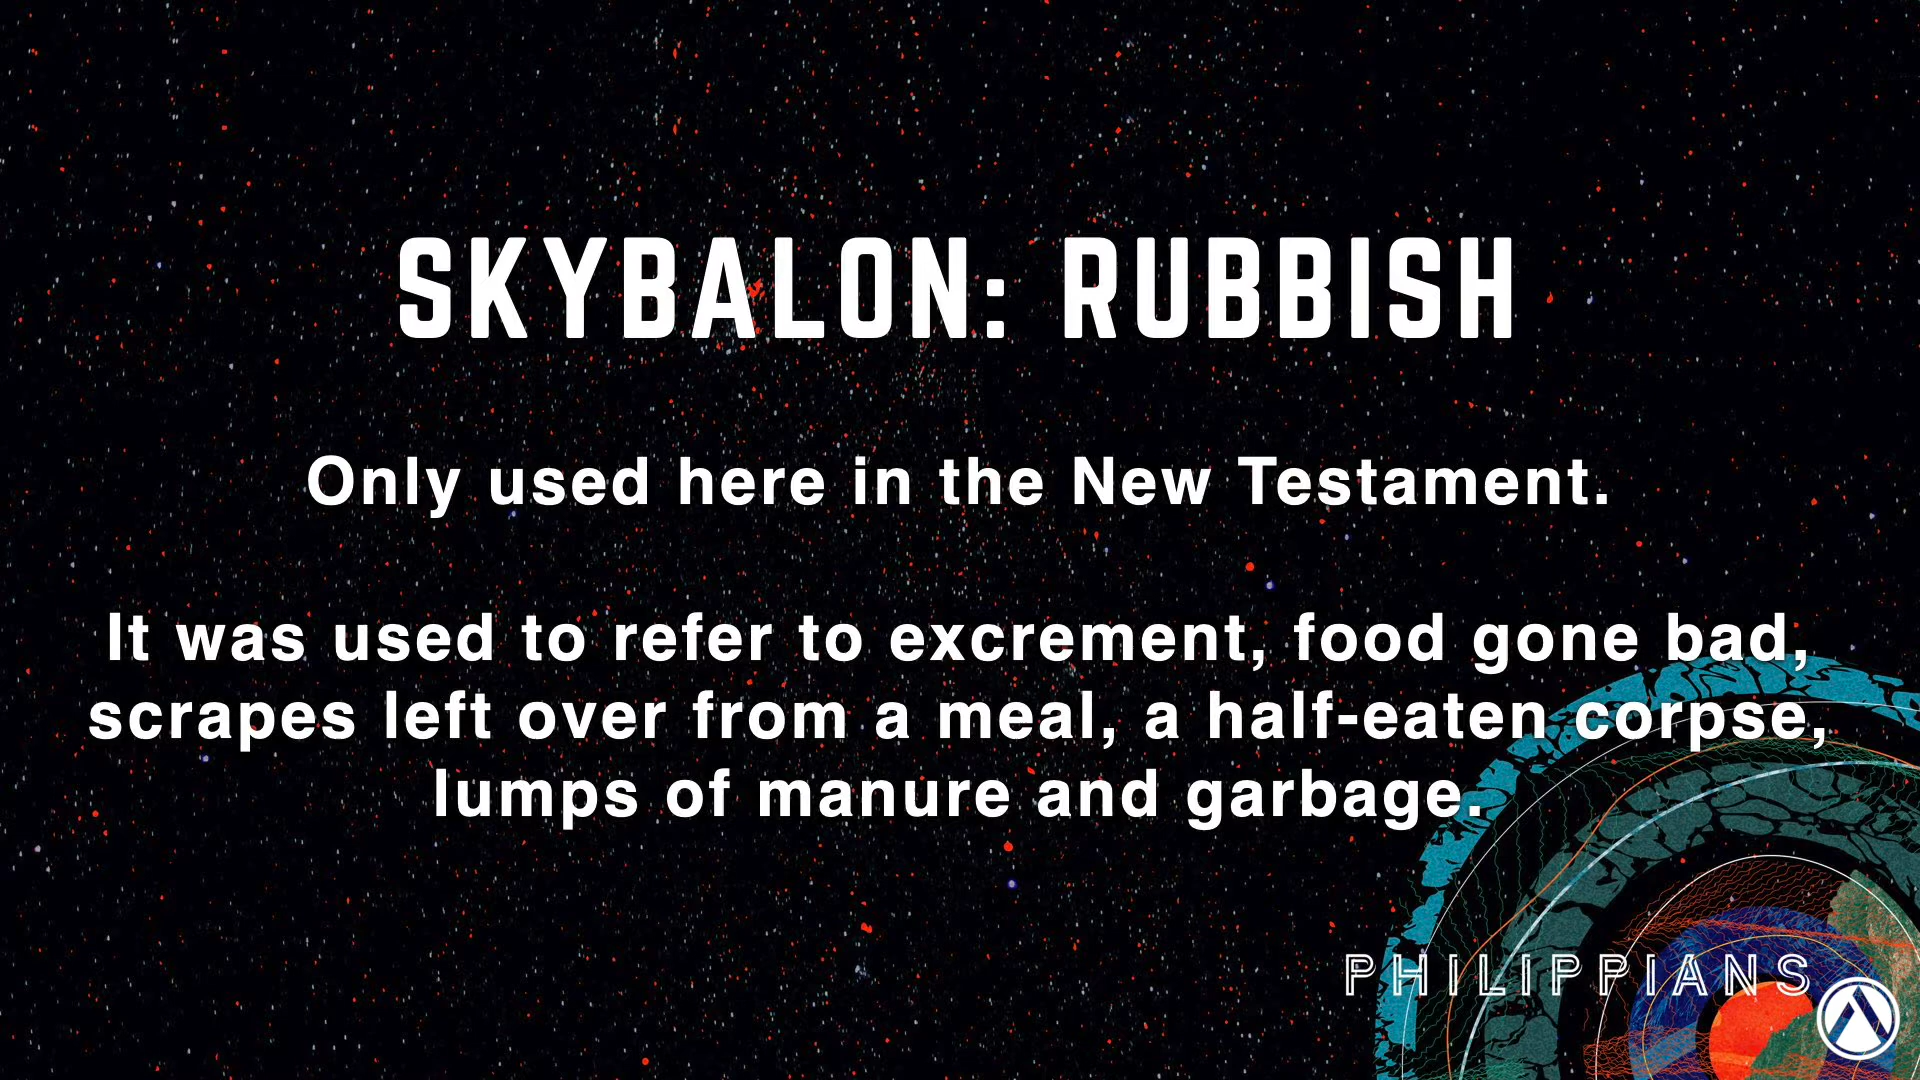 SKYBALON: RUBBISH
Only used here in the New Testament.
It was used to refer to excrement, food gone bad,
scrapes left over from a meal, a half-eaten corpse,
lumps of manure and garbage.
PHILIPPIANS